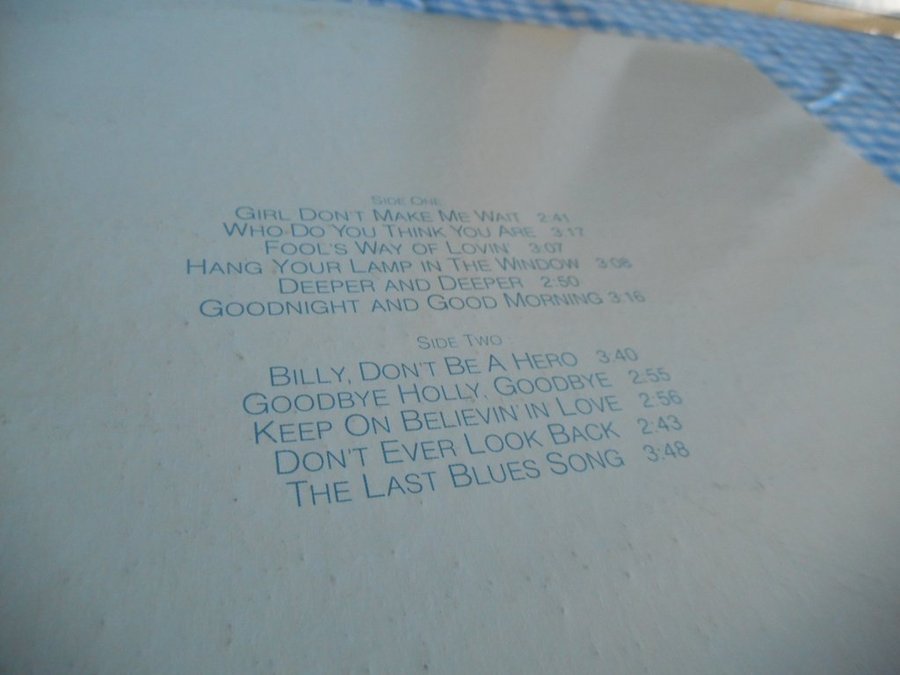 SIDE ONE
GIRL DON'T MAKE ME WAIT 2:41
WHO DO YOU THINK YOU ARE 3:17
FOOL'S WAY OF LOVIN' 3:07
HANG YOUR LAMP IN THE WINDOW 3:08
DEEPER AND DEEPER 2:50
GOODNIGHT AND GOOD MORNING 3:16
SIDE TWO
BILLY, DON'T BE A HERO 3:40
GOODBYE HOLLY, GOODBYE 2:55
KEEP ON BELIEVIN' IN LOVE 2:56
DON'T EVER LOOK BACK 2:43
THE LAST BLUES SONG 3:48